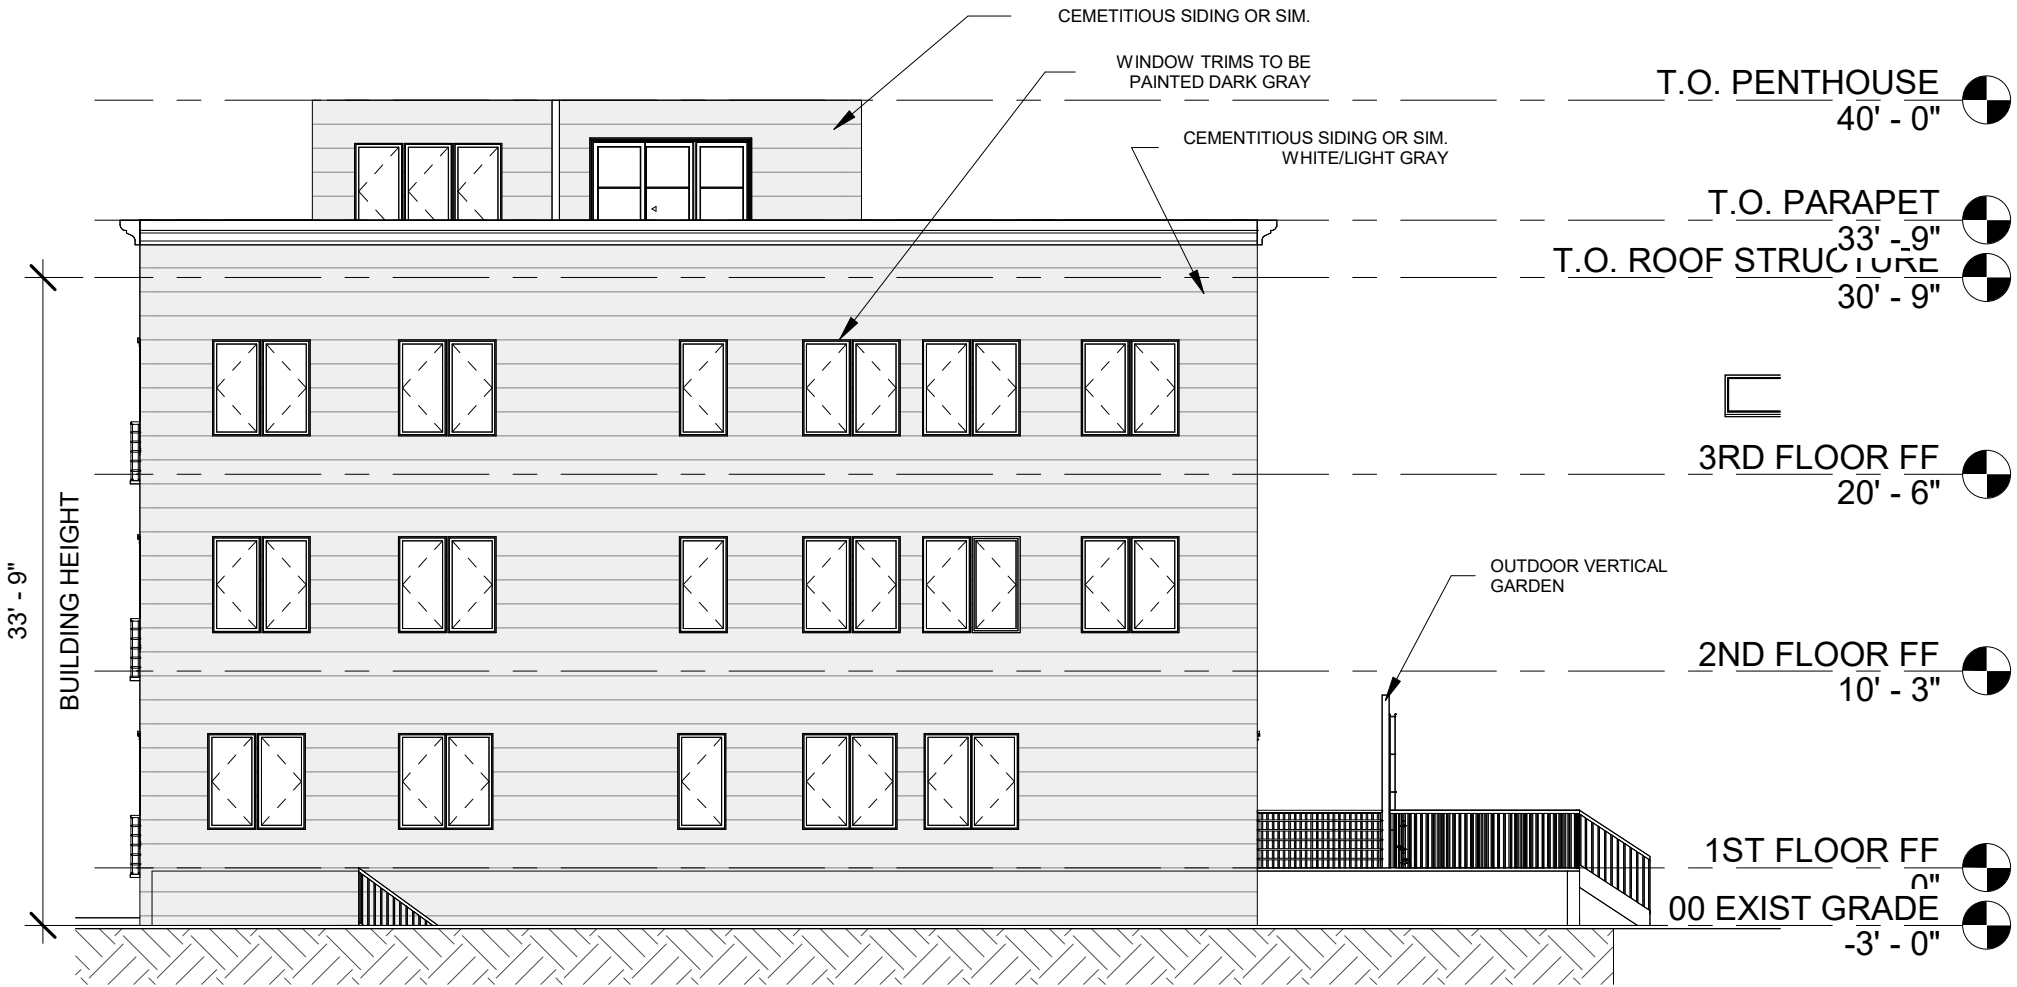 CEMETITIOUS SIDING OR SIM.
WINDOW TRIMS TO BE
PAINTED DARK GRAY
CEMENTITIOUS SIDING OR SIM.
WHITE/LIGHT GRAY
T.O. PENTHOUSE
40' - 0"
T.O. PARAPET
33' - 9"
T.O. ROOF STRUCTURE
30' - 9"
3RD FLOOR FF
20' - 6"
OUTDOOR VERTICAL
GARDEN
2ND FLOOR FF
10' - 3"
1ST FLOOR FF
0"
00 EXIST GRADE
-3' - 0"
33' - 9"
BUILDING HEIGHT